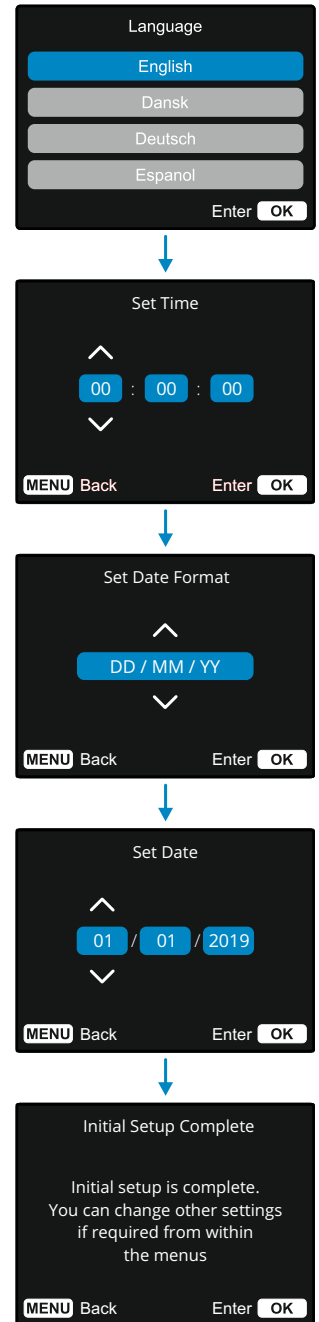 Language
English
Dansk
Deutsch
Espanol
Enter OK
Set Time
00 : 00 : 00
MENU Back Enter OK
Set Date Format
DD / MM / YY
MENU Back Enter OK
Set Date
01 / 01 / 2019
MENU Back Enter OK
Initial Setup Complete
Initial setup is complete.
You can change other settings
if required from within
the menus
MENU Back Enter OK